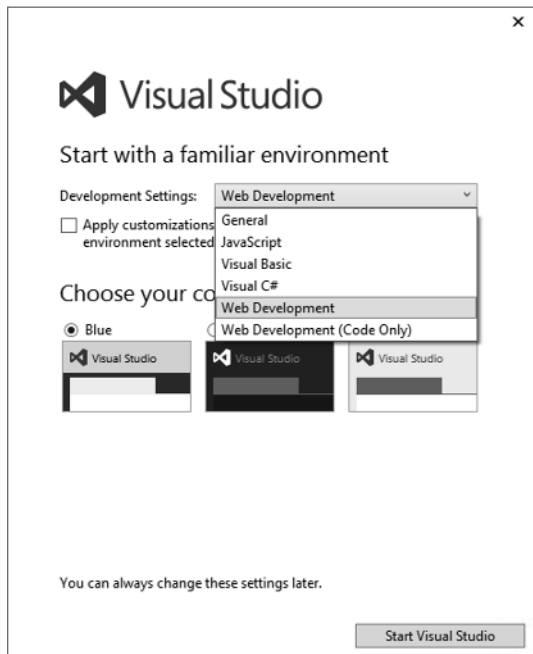 Visual Studio
Start with a familiar environment
Development Settings: Web Development
General
Apply customizations
environment selected
JavaScript
Visual Basic
Visual C#
Web Development
Web Development (Code Only)
Choose your co
Blue
Visual Studio
Visual Studio
Visual Studio
You can always change these settings later.
Start Visual Studio